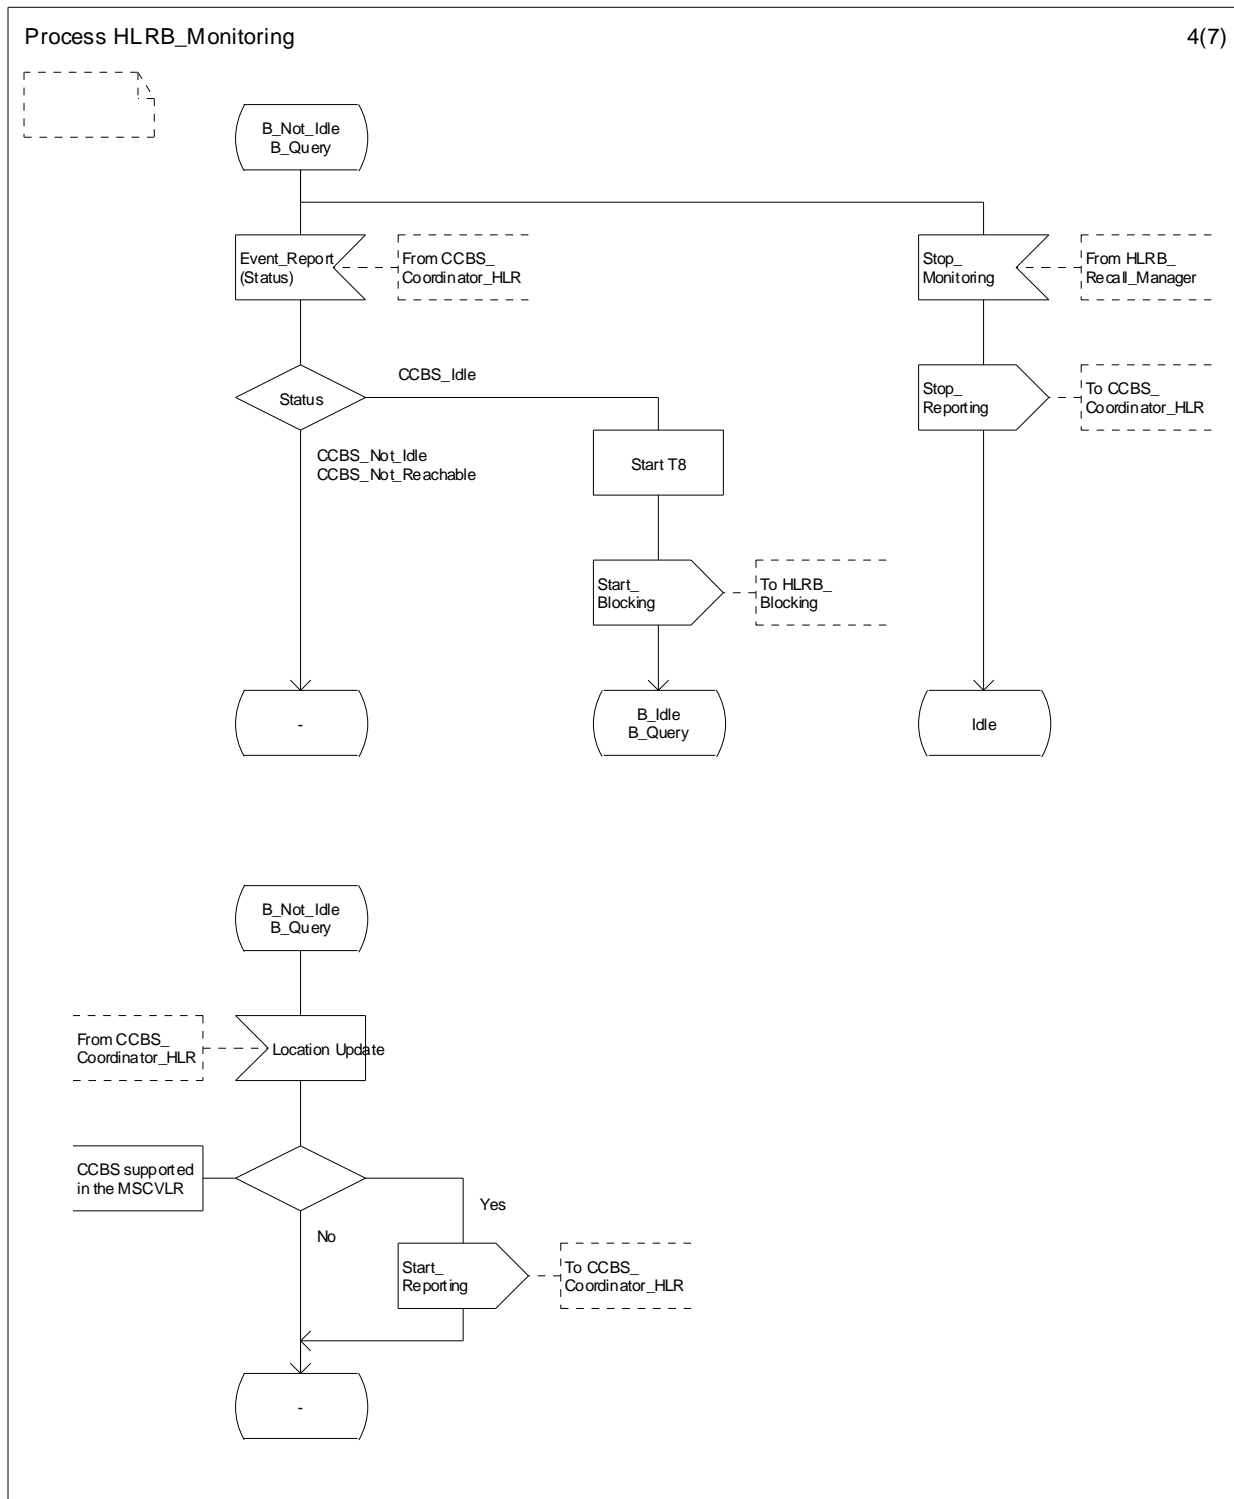 Process HLRB_Monitoring
4(7)
B_Not_Idle
B_Query
Event_Report
(Status)
From CCBS_
Coordinator_HLR
Stop_
Monitoring
From HLRB_
Recall_Manager
Status
CCBS_Idle
Stop_
Reporting
To CCBS_
Coordinator_HLR
CCBS_Not_Idle
CCBS_Not_Reachable
Start T8
Start_
Blocking
To HLRB_
Blocking
-
B_Idle
B_Query
Idle
B_Not_Idle
B_Query
From CCBS_
Coordinator_HLR
Location Update
CCBS supported
in the MSCVLR
Yes
No
Start_
Reporting
To CCBS_
Coordinator_HLR
-